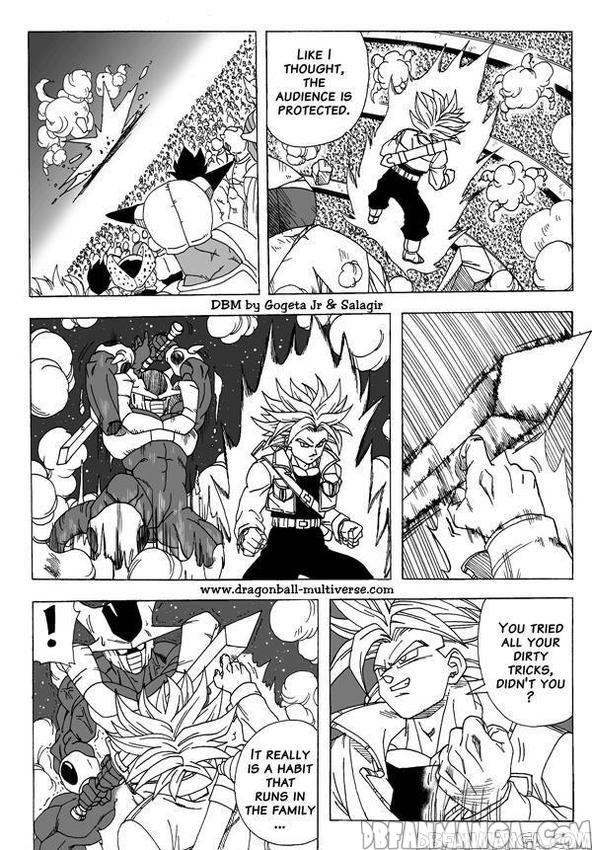 LIKE I
THOUGHT,
THE
AUDIENCE IS
PROTECTED.
DBM by Gogeta Jr & Salagir
www.dragonball-multiverse.com
YOU TRIED
ALL YOUR
DIRTY
TRICKS,
DIDN'T YOU
?
!
IT REALLY
IS A HABIT
THAT
RUNS IN
THE FAMILY
...